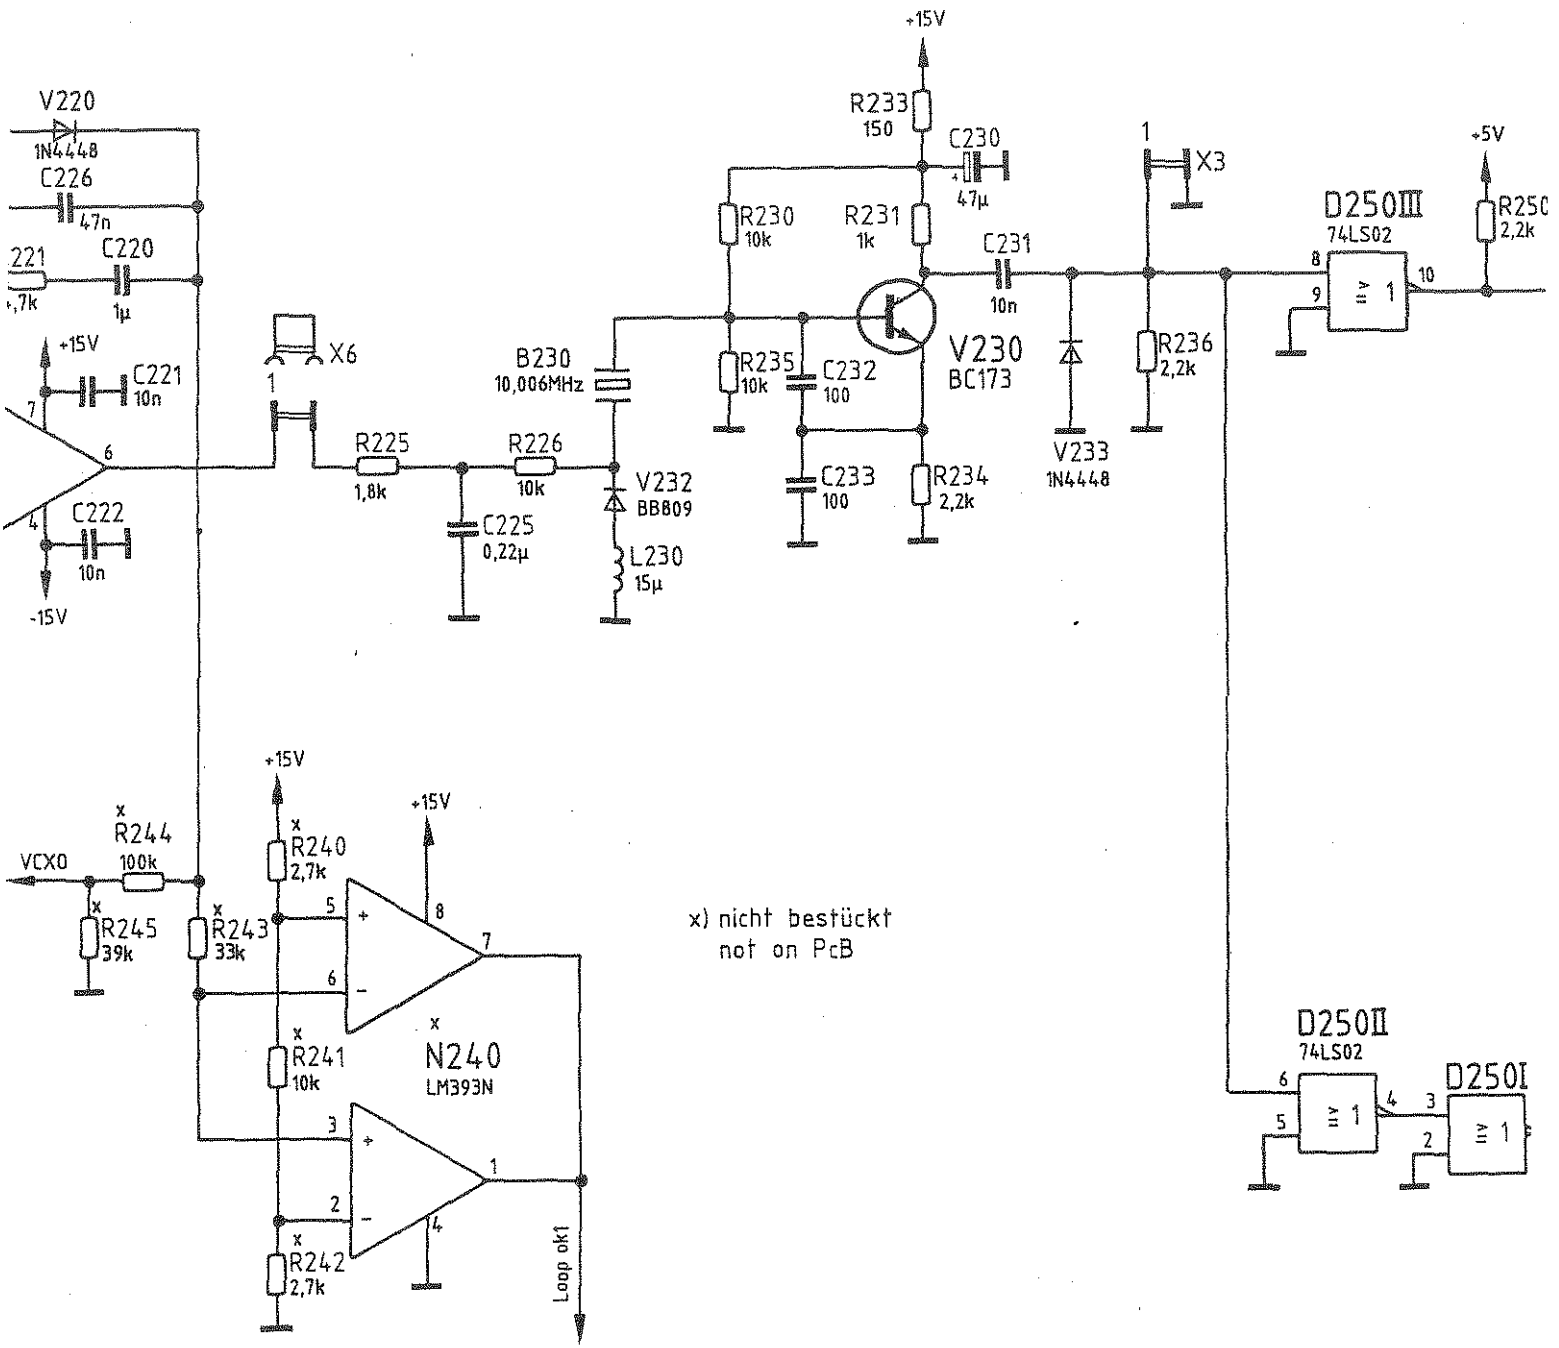 +15V
V220
1N4448
C226
47n
221
C220
1µ
+15V
C221
10n
7
6
4
C222
10n
-15V
X6
1
R225
1,8k
C225
0,22µ
R226
10k
B230
10,006MHz
V232
BB809
L230
15µ
R233
150
C230
+
47µ
R230
10k
R231
1k
C231
10n
R235
10k
C232
100
V230
BC173
C233
100
R234
2,2k
V233
1N4448
1
X3
R236
2,2k
D250III
74LS02
8
9
≥ 1
10
+5V
R250
2,2k
VCXO
x
R244
100k
x
R245
39k
x
R243
33k
+15V
x
R240
2,7k
+15V
5
+
8
7
6
-
x
R241
10k
x
N240
LM393N
3
+
1
2
-
4
x
R242
2,7k
Loop ok1
x) nicht bestückt
not on PcB
D250II
74LS02
6
5
≥ 1
4
D250I
3
2
≥ 1